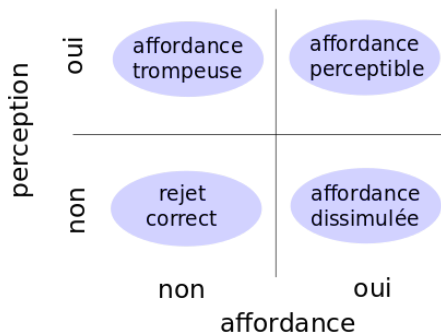 perception
oui
affordance
trompeuse
affordance
perceptible
non
rejet
correct
affordance
dissimulée
non
oui
affordance